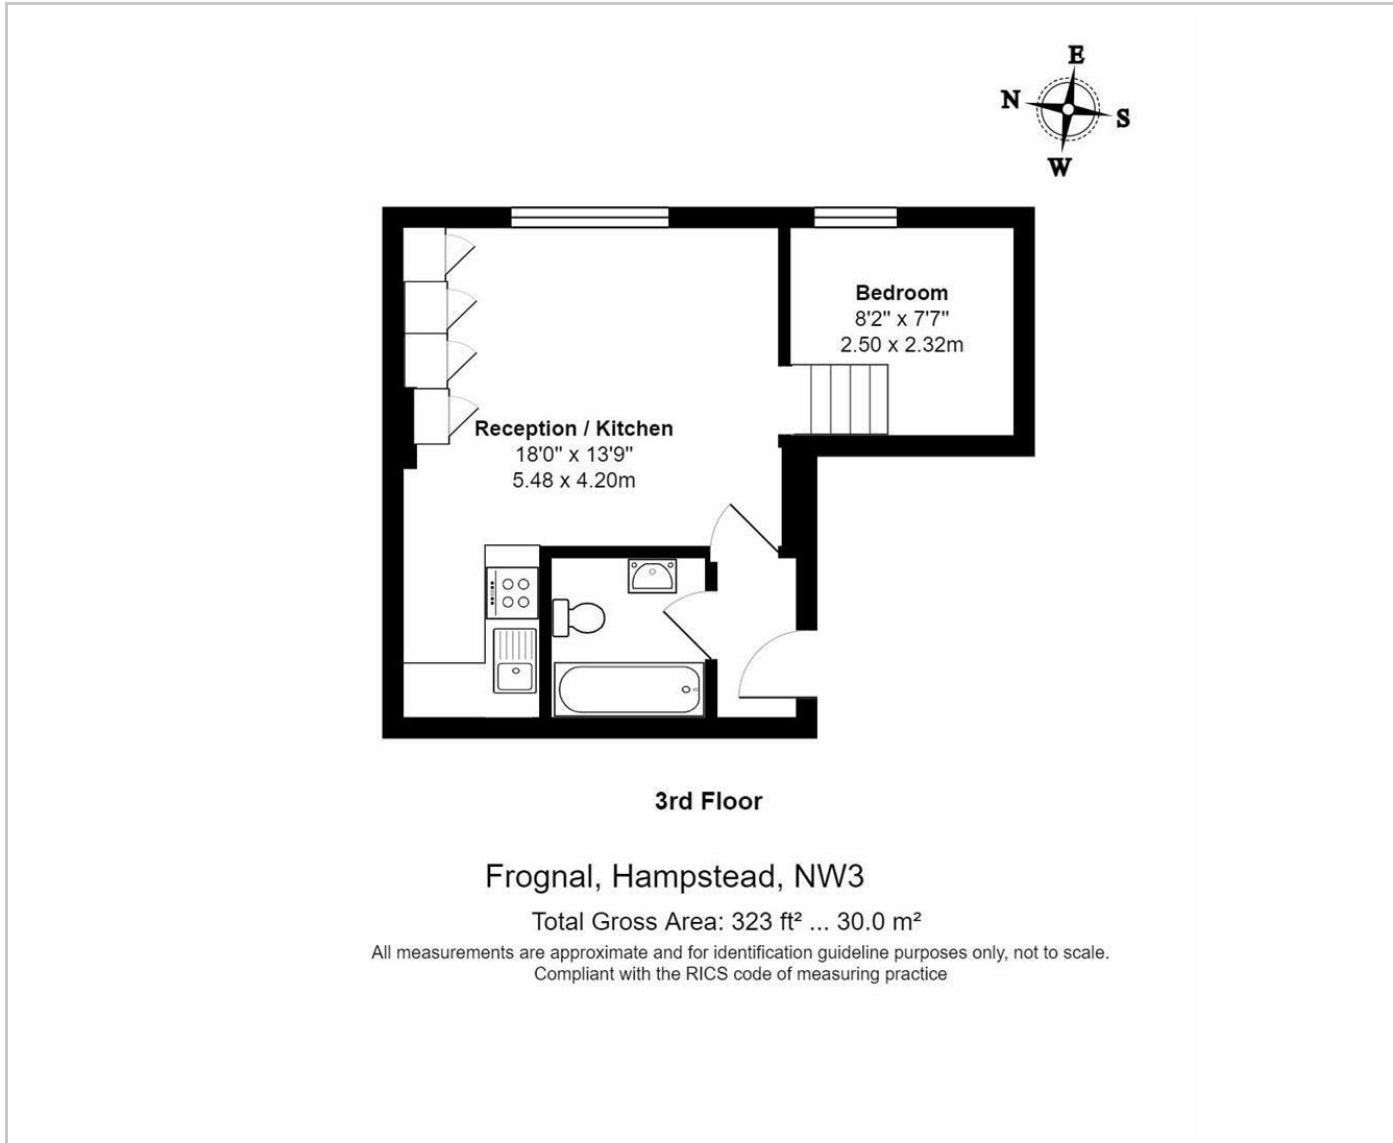 E
N
S
W
Bedroom
8'2" x 7'7"
2.50 x 2.32m
Reception / Kitchen
18'0" x 13'9"
5.48 x 4.20m
3rd Floor
Frognal, Hampstead, NW3
Total Gross Area: 323 ft² ... 30.0 m²
All measurements are approximate and for identification guideline purposes only, not to scale.
Compliant with the RICS code of measuring practice